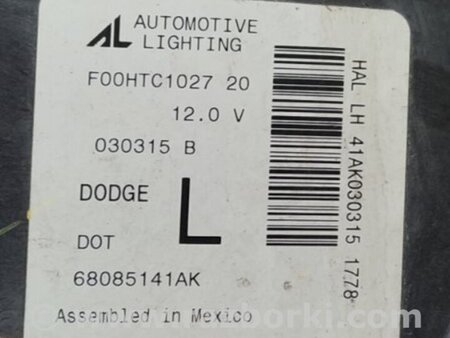 AL AUTOMOTIVE
LIGHTING
F00HTC1027 20
12.0 V
030315 B
DODGE L
DOT
68085141AK
Assembled in Mexico
HAL LH 41AK030315 1778